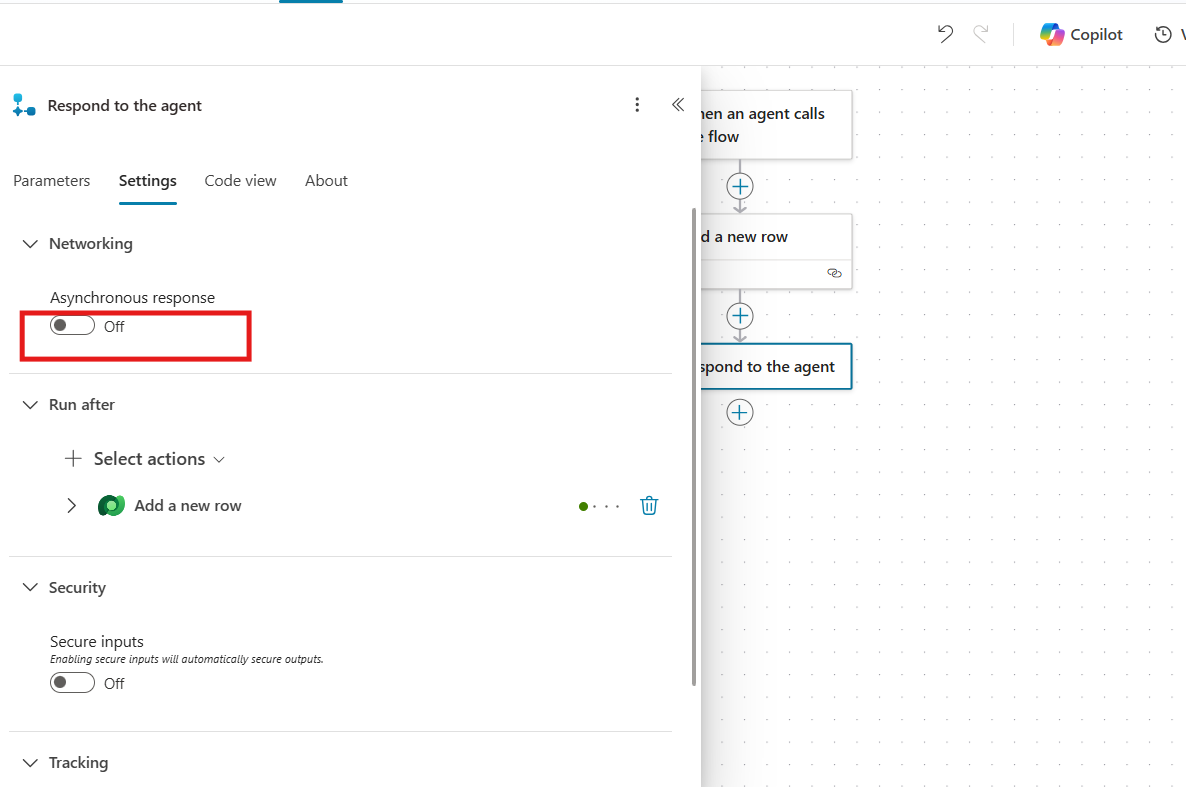 Copilot
Respond to the agent
Parameters
Settings
Code view
About
Networking
Asynchronous response
Off
Run after
Select actions
Add a new row
Security
Secure inputs
Enabling secure inputs will automatically secure outputs.
Off
Tracking
an agent calls
flow
a new row
to the agent